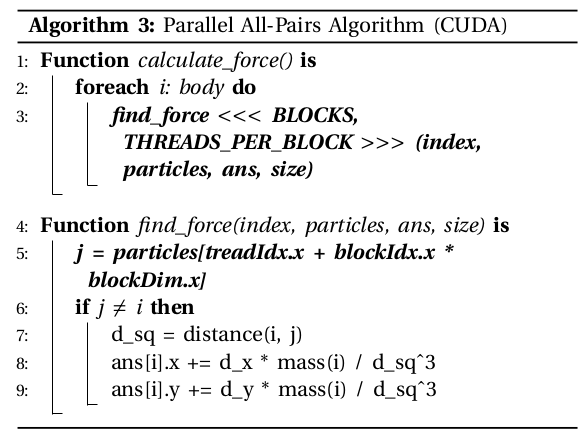 Algorithm 3: Parallel All-Pairs Algorithm (CUDA)
1: Function calculate_force() is
2: foreach i: body do
3: find_force <<< BLOCKS,
THREADS_PER_BLOCK >>> (index,
particles, ans, size)
4: Function find_force(index, particles, ans, size) is
5: j = particles[treadIdx.x + blockIdx.x *
blockDim.x]
6: if j ≠ i then
7: d_sq = distance(i, j)
8: ans[i].x += d_x * mass(i) / d_sq^3
9: ans[i].y += d_y * mass(i) / d_sq^3